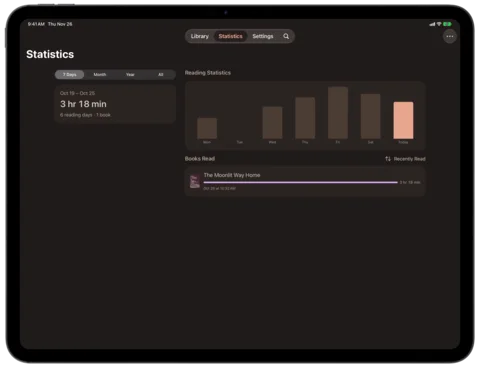 9:41 AM Thu Nov 26
Library Statistics Settings
Statistics
7 Days Month Year All
Oct 19 – Oct 25
3 hr 18 min
6 reading days · 1 book
Reading Statistics
Mon Tue Wed Thu Fri Sat Today
Books Read
Recently Read
The Moonlit Way Home
3 hr 18 min